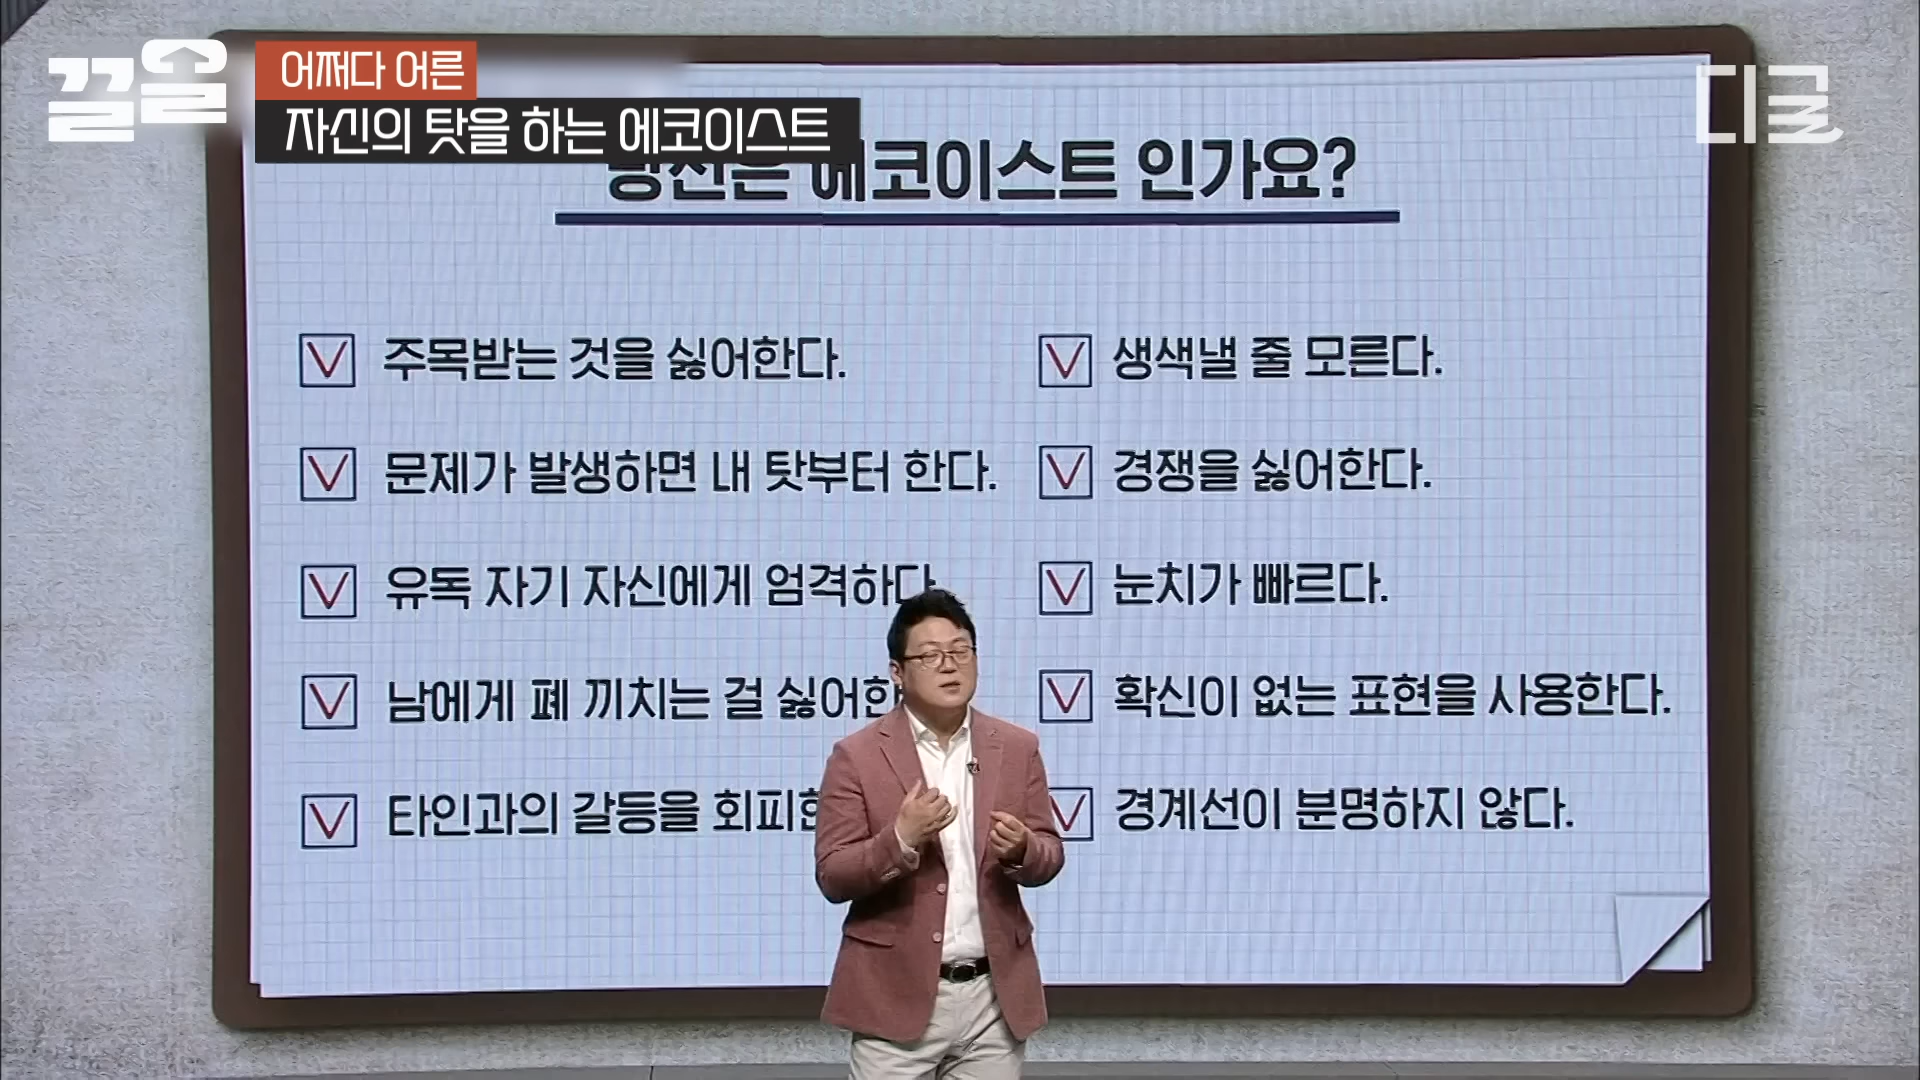 끌올
어쩌다 어른
자신의 탓을 하는 에코이스트
디글
당신은 에코이스트 인가요?
주목받는 것을 싫어한다.
문제가 발생하면 내 탓부터 한다.
유독 자기 자신에게 엄격하다
남에게 폐 끼치는 걸 싫어한
타인과의 갈등을 회피한
생색낼 줄 모른다.
경쟁을 싫어한다.
눈치가 빠르다.
확신이 없는 표현을 사용한다.
경계선이 분명하지 않다.